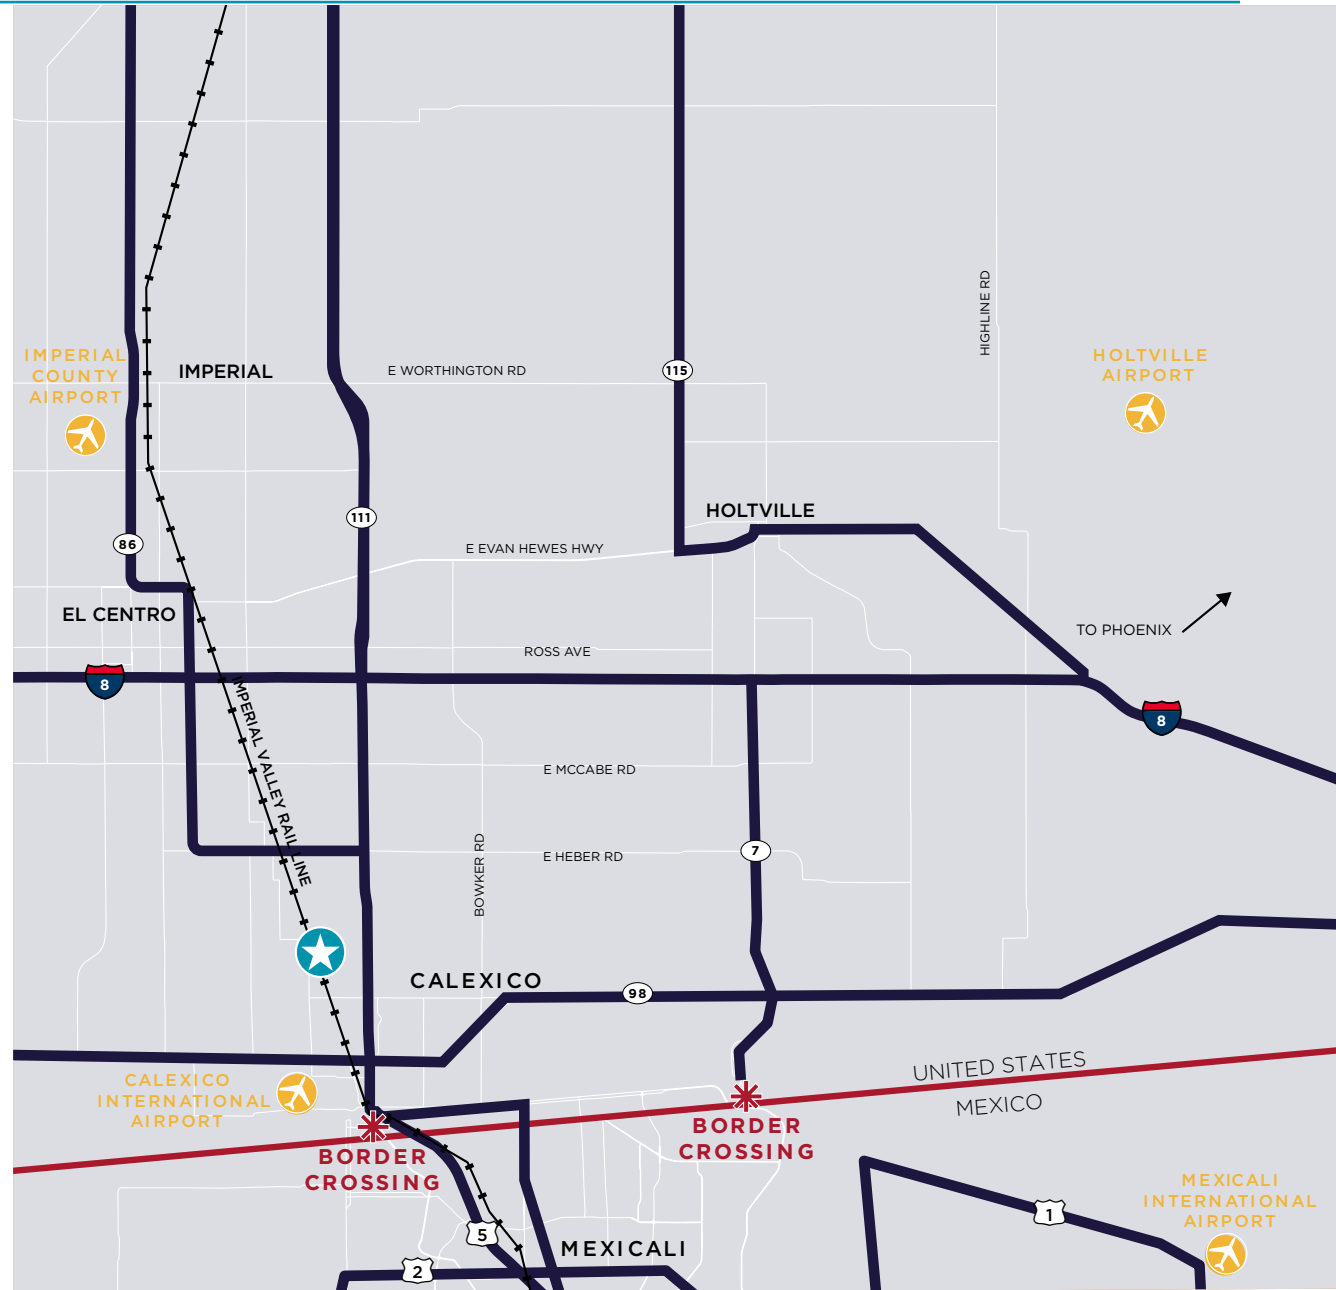 HIGHLINE RD
IMPERIAL
COUNTY
AIRPORT
IMPERIAL
E WORTHINGTON RD
115
HOLTVILLE
AIRPORT
HOLTVILLE
111
86
E EVAN HEWES HWY
EL CENTRO
TO PHOENIX
ROSS AVE
8
8
IMPERIAL VALLEY RAIL LINE
E MCCABE RD
BOWKER RD
E HEBER RD
7
CALEXICO
98
UNITED STATES
MEXICO
CALEXICO
INTERNATIONAL
AIRPORT
BORDER
CROSSING
BORDER
CROSSING
MEXICALI
INTERNATIONAL
AIRPORT
1
5
MEXICALI
2